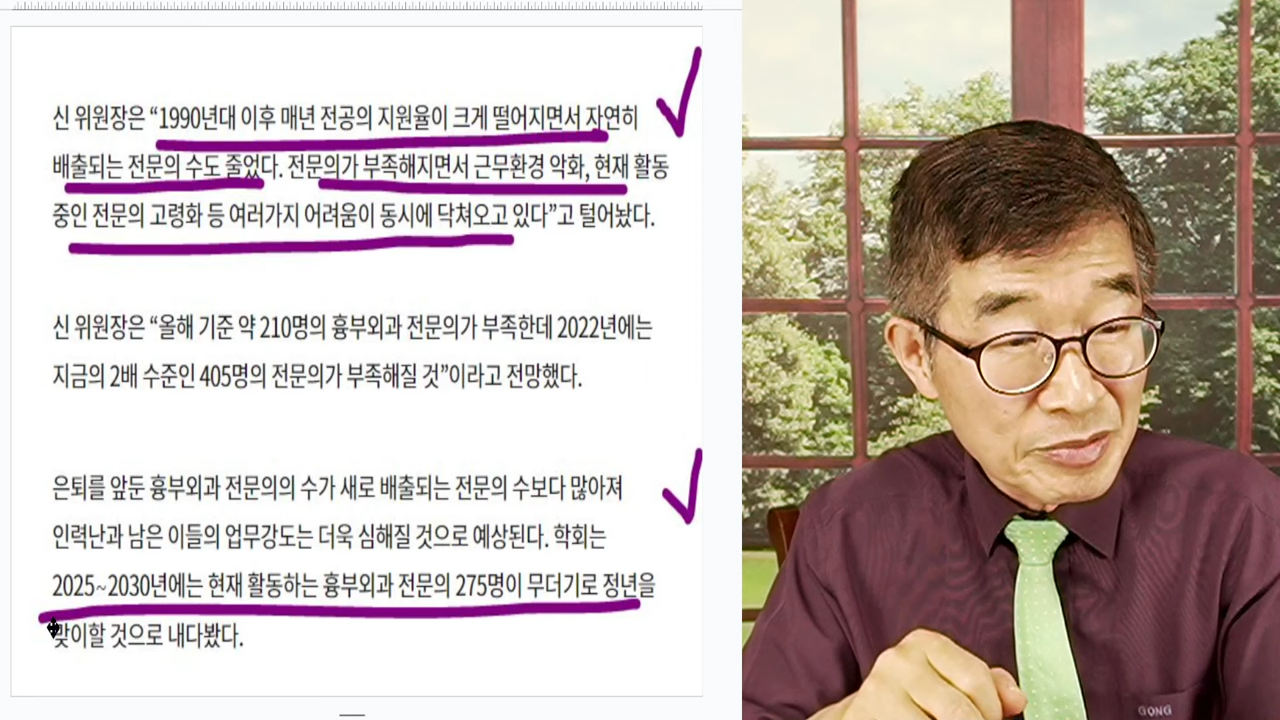 신 위원장은 “1990년대 이후 매년 전공의 지원율이 크게 떨어지면서 자연히
배출되는 전문의 수도 줄었다. 전문의가 부족해지면서 근무환경 악화, 현재 활동
중인 전문의 고령화 등 여러가지 어려움이 동시에 닥쳐오고 있다”고 털어놨다.
신 위원장은 “올해 기준 약 210명의 흉부외과 전문의가 부족한데 2022년에는
지금의 2배 수준인 405명의 전문의가 부족해질 것”이라고 전망했다.
은퇴를 앞둔 흉부외과 전문의의 수가 새로 배출되는 전문의 수보다 많아져
인력난과 남은 이들의 업무강도는 더욱 심해질 것으로 예상된다. 학회는
2025~2030년에는 현재 활동하는 흉부외과 전문의 275명이 무더기로 정년을
맞이할 것으로 내다봤다.
GONG